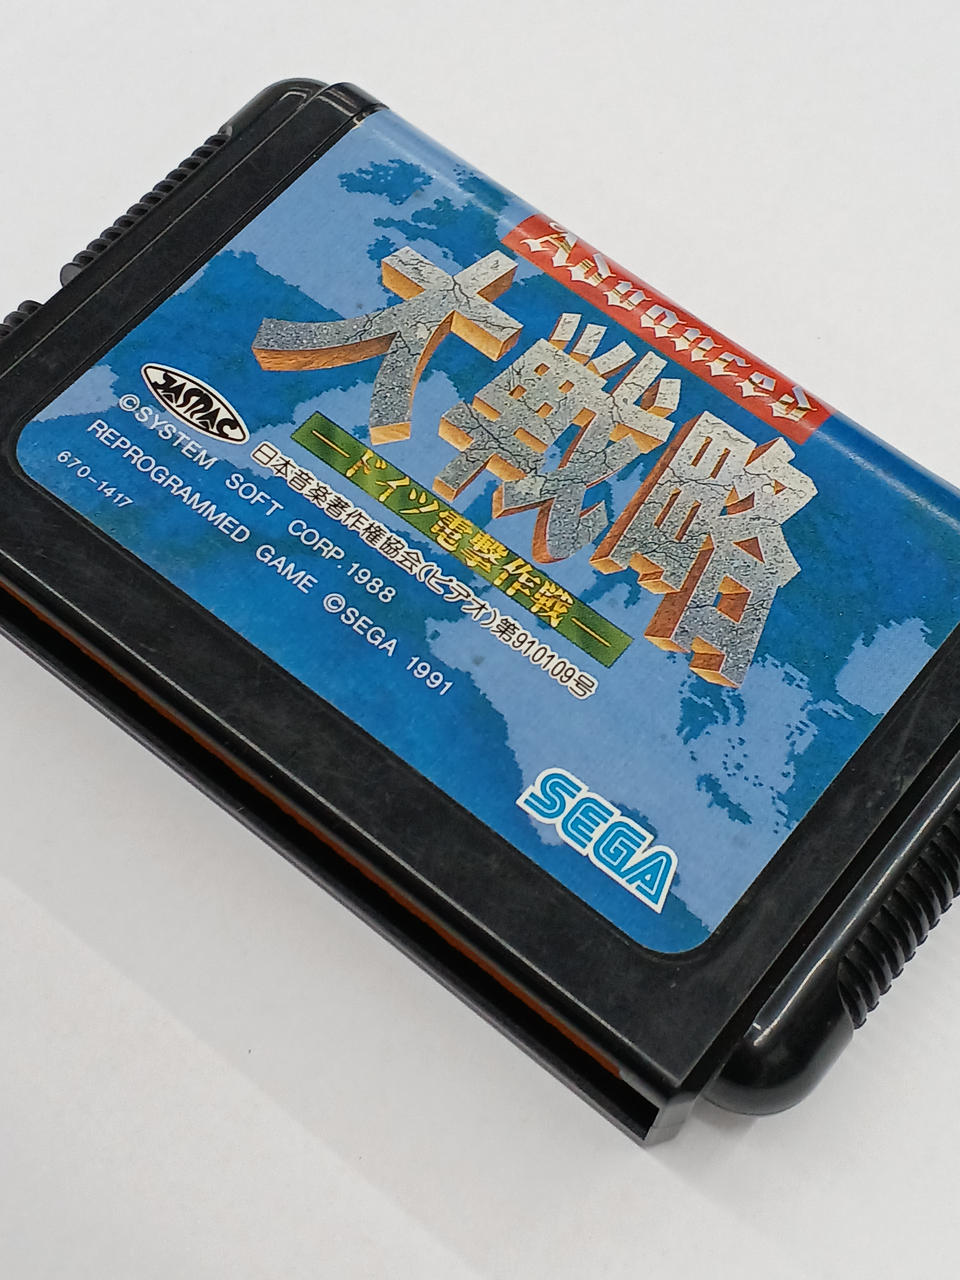 Advanced
大戦略
―ドイツ電撃作戦―
JASRAC
日本音楽著作権協会(ビデオ)第910109号
©SYSTEM SOFT CORP.1988
REPROGRAMMED GAME ©SEGA 1991
670-1417
SEGA